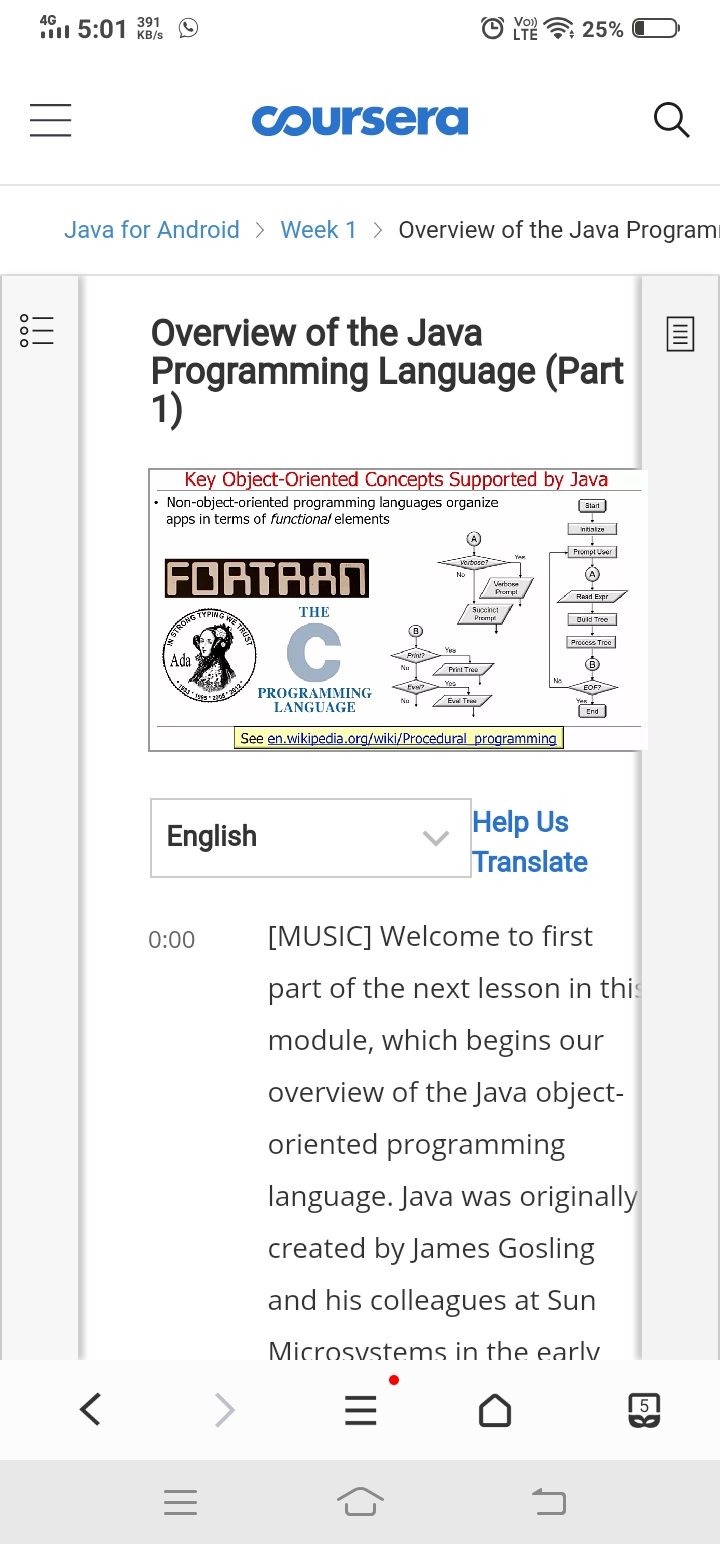 4G 5:01 391 KB/s Vo)) LTE 25%
coursera
Java for Android > Week 1 > Overview of the Java Program
Overview of the Java
Programming Language (Part
1)
Key Object-Oriented Concepts Supported by Java
• Non-object-oriented programming languages organize
apps in terms of functional elements
FORTRAN
IN STRONG TYPING WE TRUST
Ada
THE
C
PROGRAMMING
LANGUAGE
A
Verbose?
Yes
No
Verbose
Prompt
Succinct
Prompt
B
Print?
Yes
No
Print Tree
Eval?
Yes
No
Eval Tree
Start
Initialize
Prompt User
A
Read Expr
Build Tree
Process Tree
B
No
EOF?
Yes
End
See en.wikipedia.org/wiki/Procedural_programming
English
Help Us
Translate
0:00
[MUSIC] Welcome to first
part of the next lesson in this
module, which begins our
overview of the Java object-
oriented programming
language. Java was originally
created by James Gosling
and his colleagues at Sun
Microsystems in the early
5